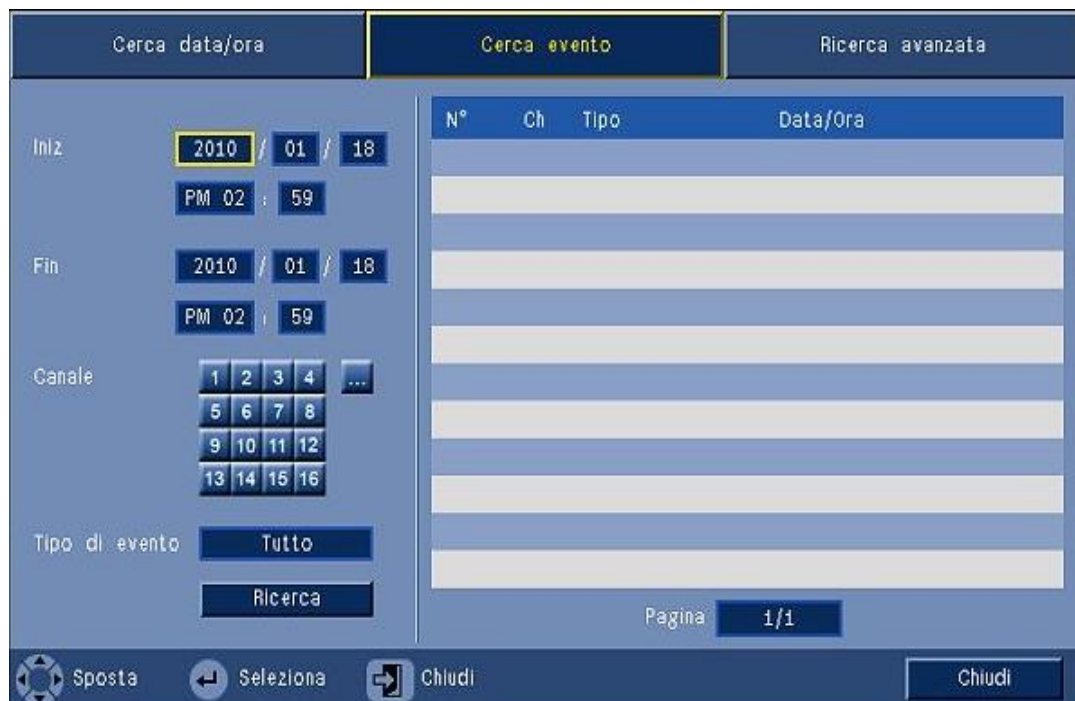 Cerca data/ora
Cerca evento
Ricerca avanzata
Iniz
2010 / 01 / 18
PM 02 : 59
Fin
2010 / 01 / 18
PM 02 : 59
Canale
1 2 3 4 ...
5 6 7 8
9 10 11 12
13 14 15 16
Tipo di evento Tutto
Ricerca
N° Ch Tipo Data/Ora
Pagina 1/1
Sposta
Seleziona
Chiudi
Chiudi